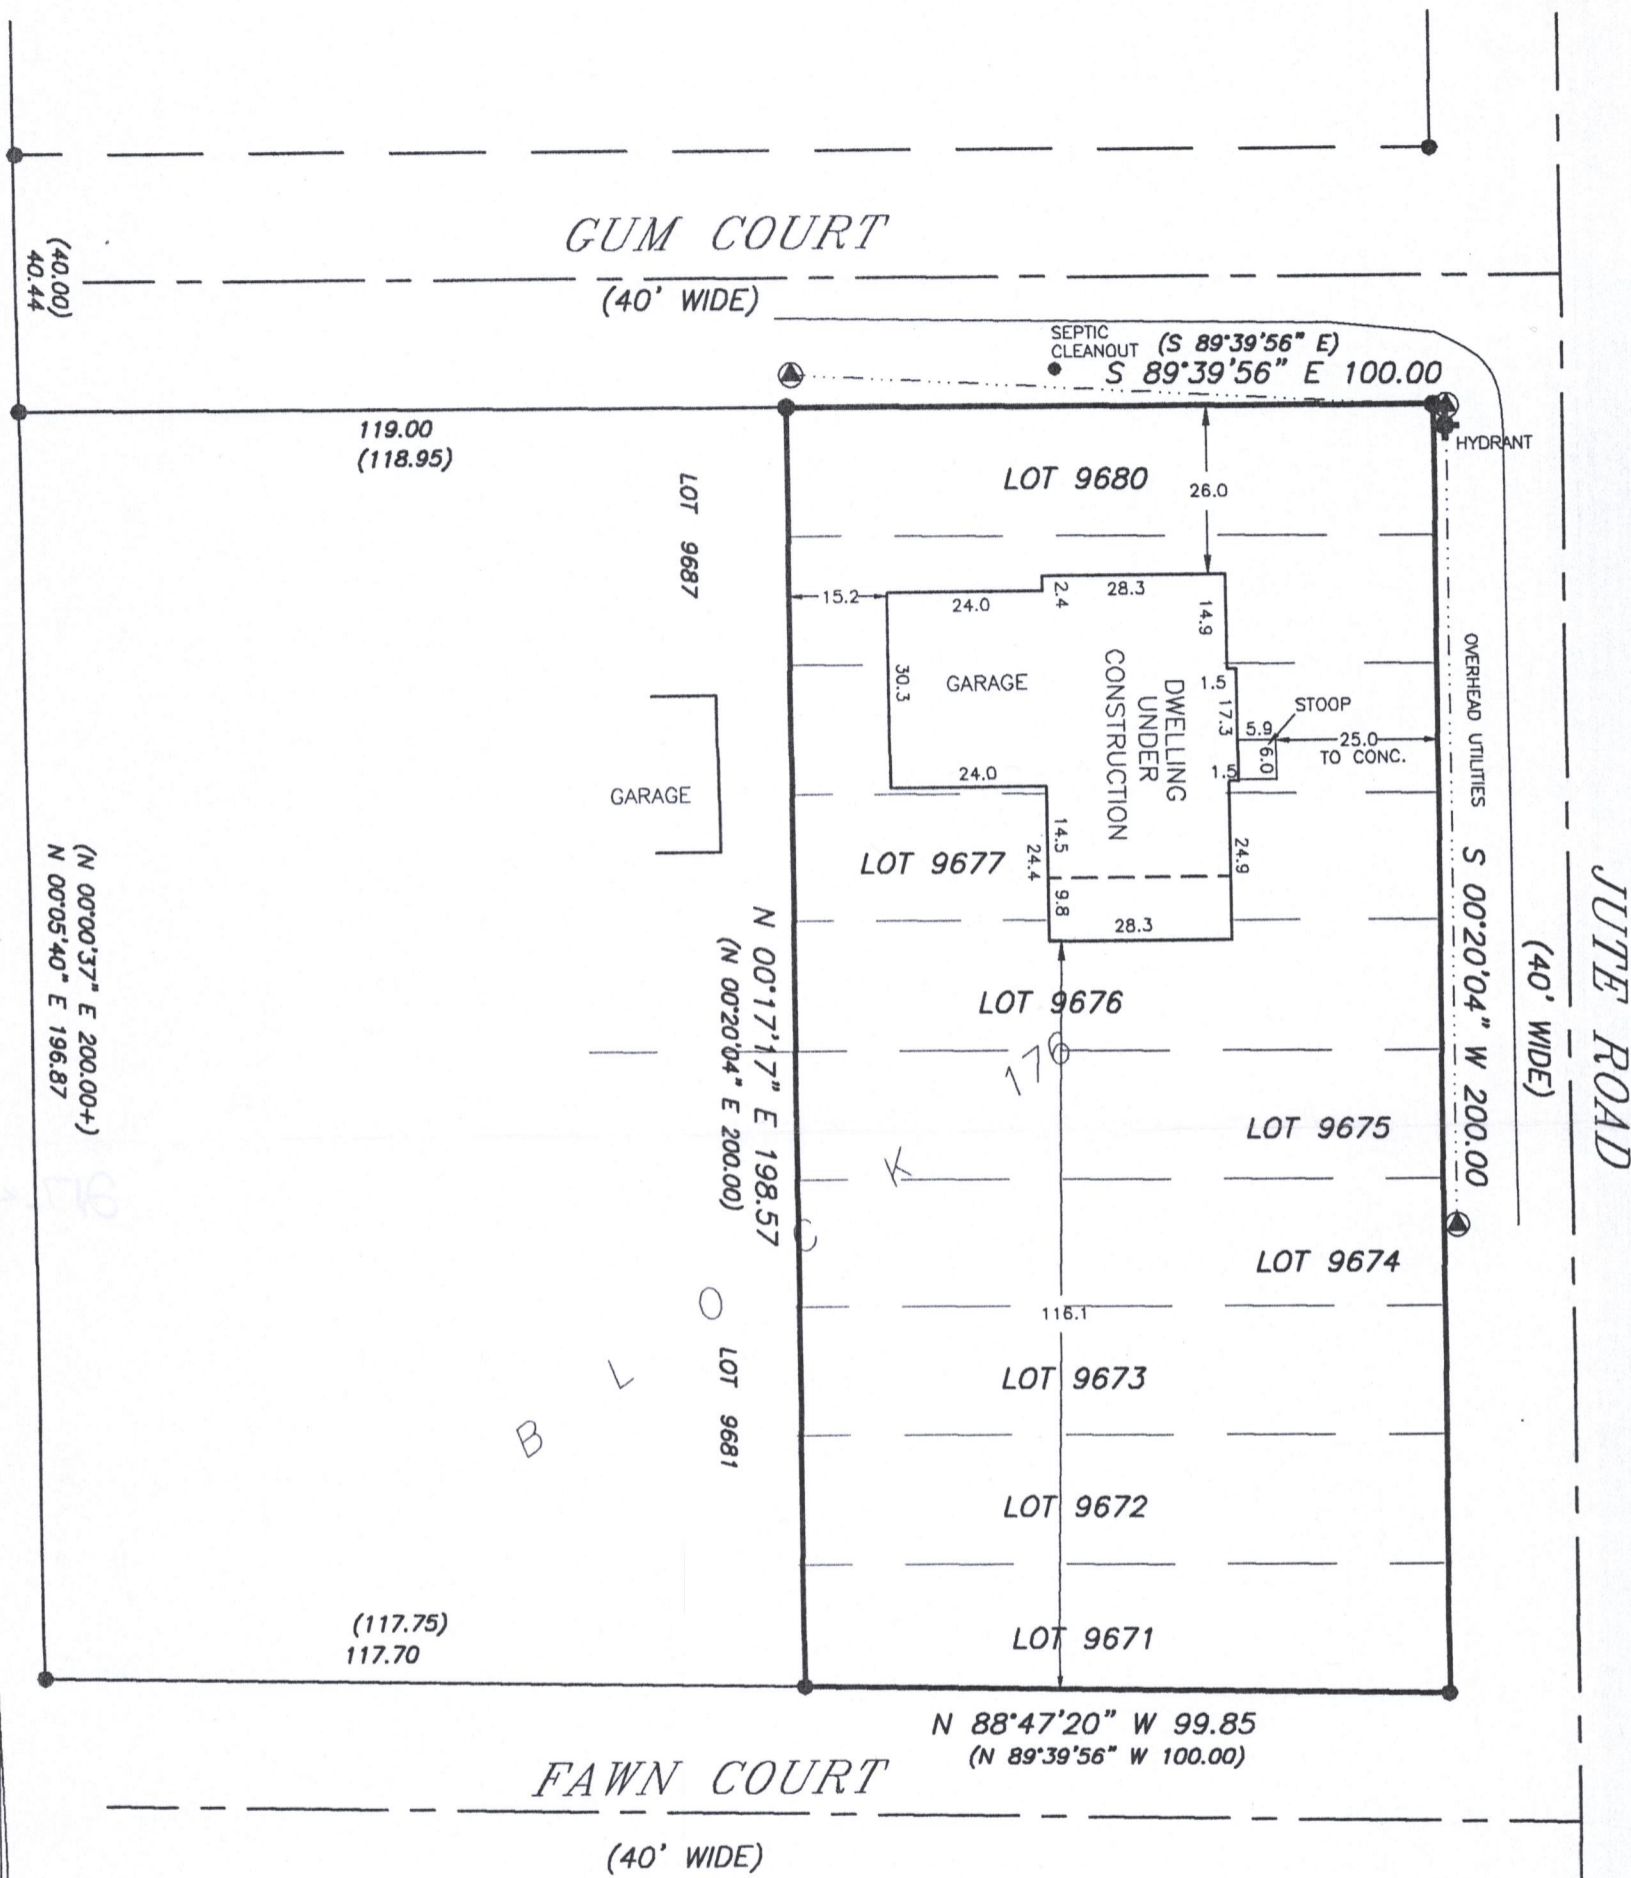 GUM COURT
(40' WIDE)
(40.00)
40.44
SEPTIC
CLEANOUT
(S 89°39'56" E)
S 89°39'56" E 100.00
HYDRANT
119.00
(118.95)
LOT 9687
LOT 9680
26.0
15.2
24.0
2.4
28.3
14.9
30.3
GARAGE
DWELLING
UNDER
CONSTRUCTION
1.5
17.3
STOOP
5.9
6.0
25.0
TO CONC.
1.5
24.0
OVERHEAD UTILITIES
S 00°20'04" W 200.00
JUTE ROAD
(40' WIDE)
GARAGE
14.5
24.4
24.9
LOT 9677
9.8
28.3
(N 00°00'37" E 200.00+)
N 00°05'40" E 196.87
N 00°17'17" E 198.57
(N 00°20'04" E 200.00)
LOT 9676
BLOCK 176
LOT 9675
LOT 9674
116.1
LOT 9673
LOT 9681
LOT 9672
LOT 9671
(117.75)
117.70
N 88°47'20" W 99.85
(N 89°39'56" W 100.00)
FAWN COURT
(40' WIDE)